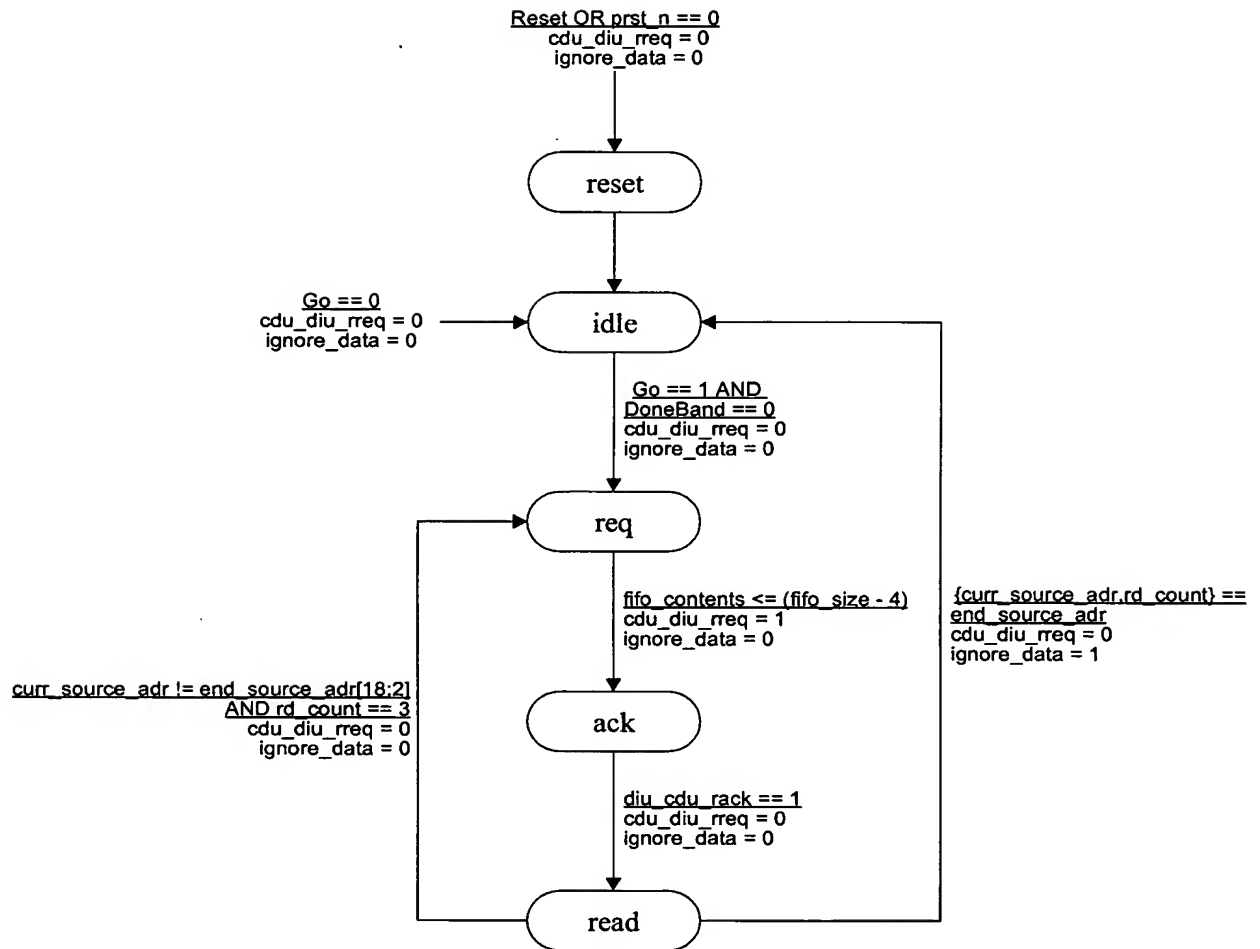 Reset OR prst_n == 0
cdu_diu_rreq = 0
ignore_data = 0
reset
Go == 0
cdu_diu_rreq = 0
ignore_data = 0
idle
Go == 1 AND
DoneBand == 0
cdu_diu_rreq = 0
ignore_data = 0
req
fifo_contents <= (fifo_size - 4)
cdu_diu_rreq = 1
ignore_data = 0
{curr_source_adr,rd_count} ==
end_source_adr
cdu_diu_rreq = 0
ignore_data = 1
curr_source_adr != end_source_adr[18:2]
AND rd_count == 3
cdu_diu_rreq = 0
ignore_data = 0
ack
diu_cdu_rack == 1
cdu_diu_rreq = 0
ignore_data = 0
read